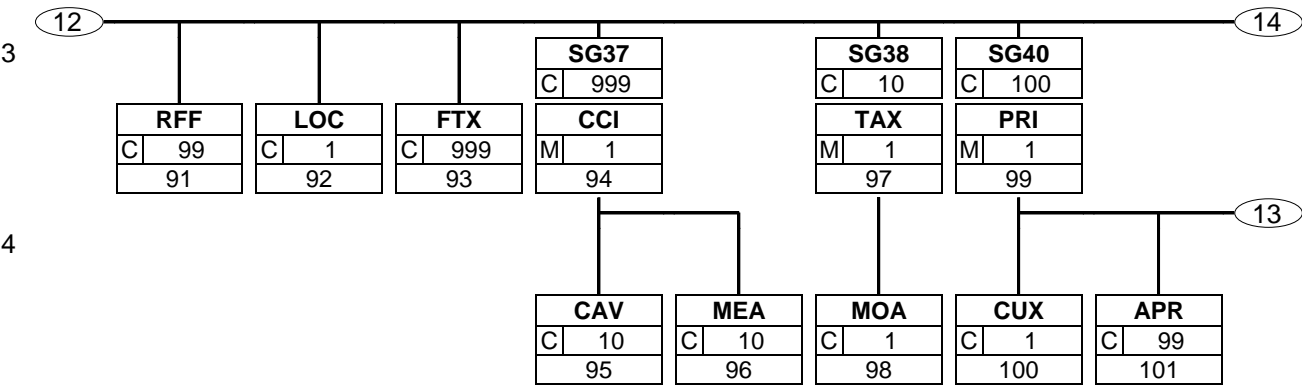 12 14
3
SG37 SG38 SG40
C 999 C 10 C 100
RFF LOC FTX CCI TAX PRI
C 99 C 1 C 999 M 1 M 1 M 1
91 92 93 94 97 99
13
4
CAV MEA MOA CUX APR
C 10 C 10 C 1 C 1 C 99
95 96 98 100 101